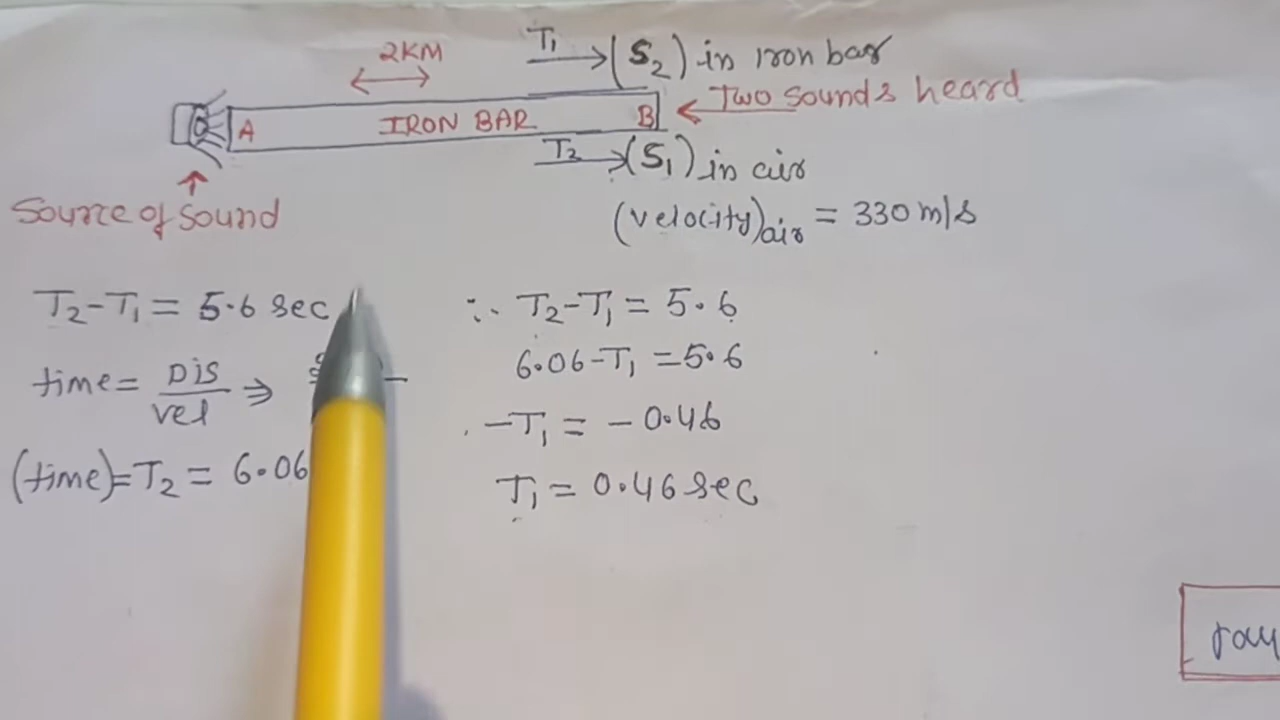 2KM
T₁ (S₂) in iron bar
Two sounds heard
A IRON BAR B
T₂ (S₁) in air
Source of sound
(velocity)air = 330 m/s
T₂-T₁ = 5.6 sec
time = Dis/vel ⇒
(time)=T₂ = 6.06
∵ T₂-T₁ = 5.6
6.06-T₁ = 5.6
-T₁ = - 0.46
T₁ = 0.46 sec